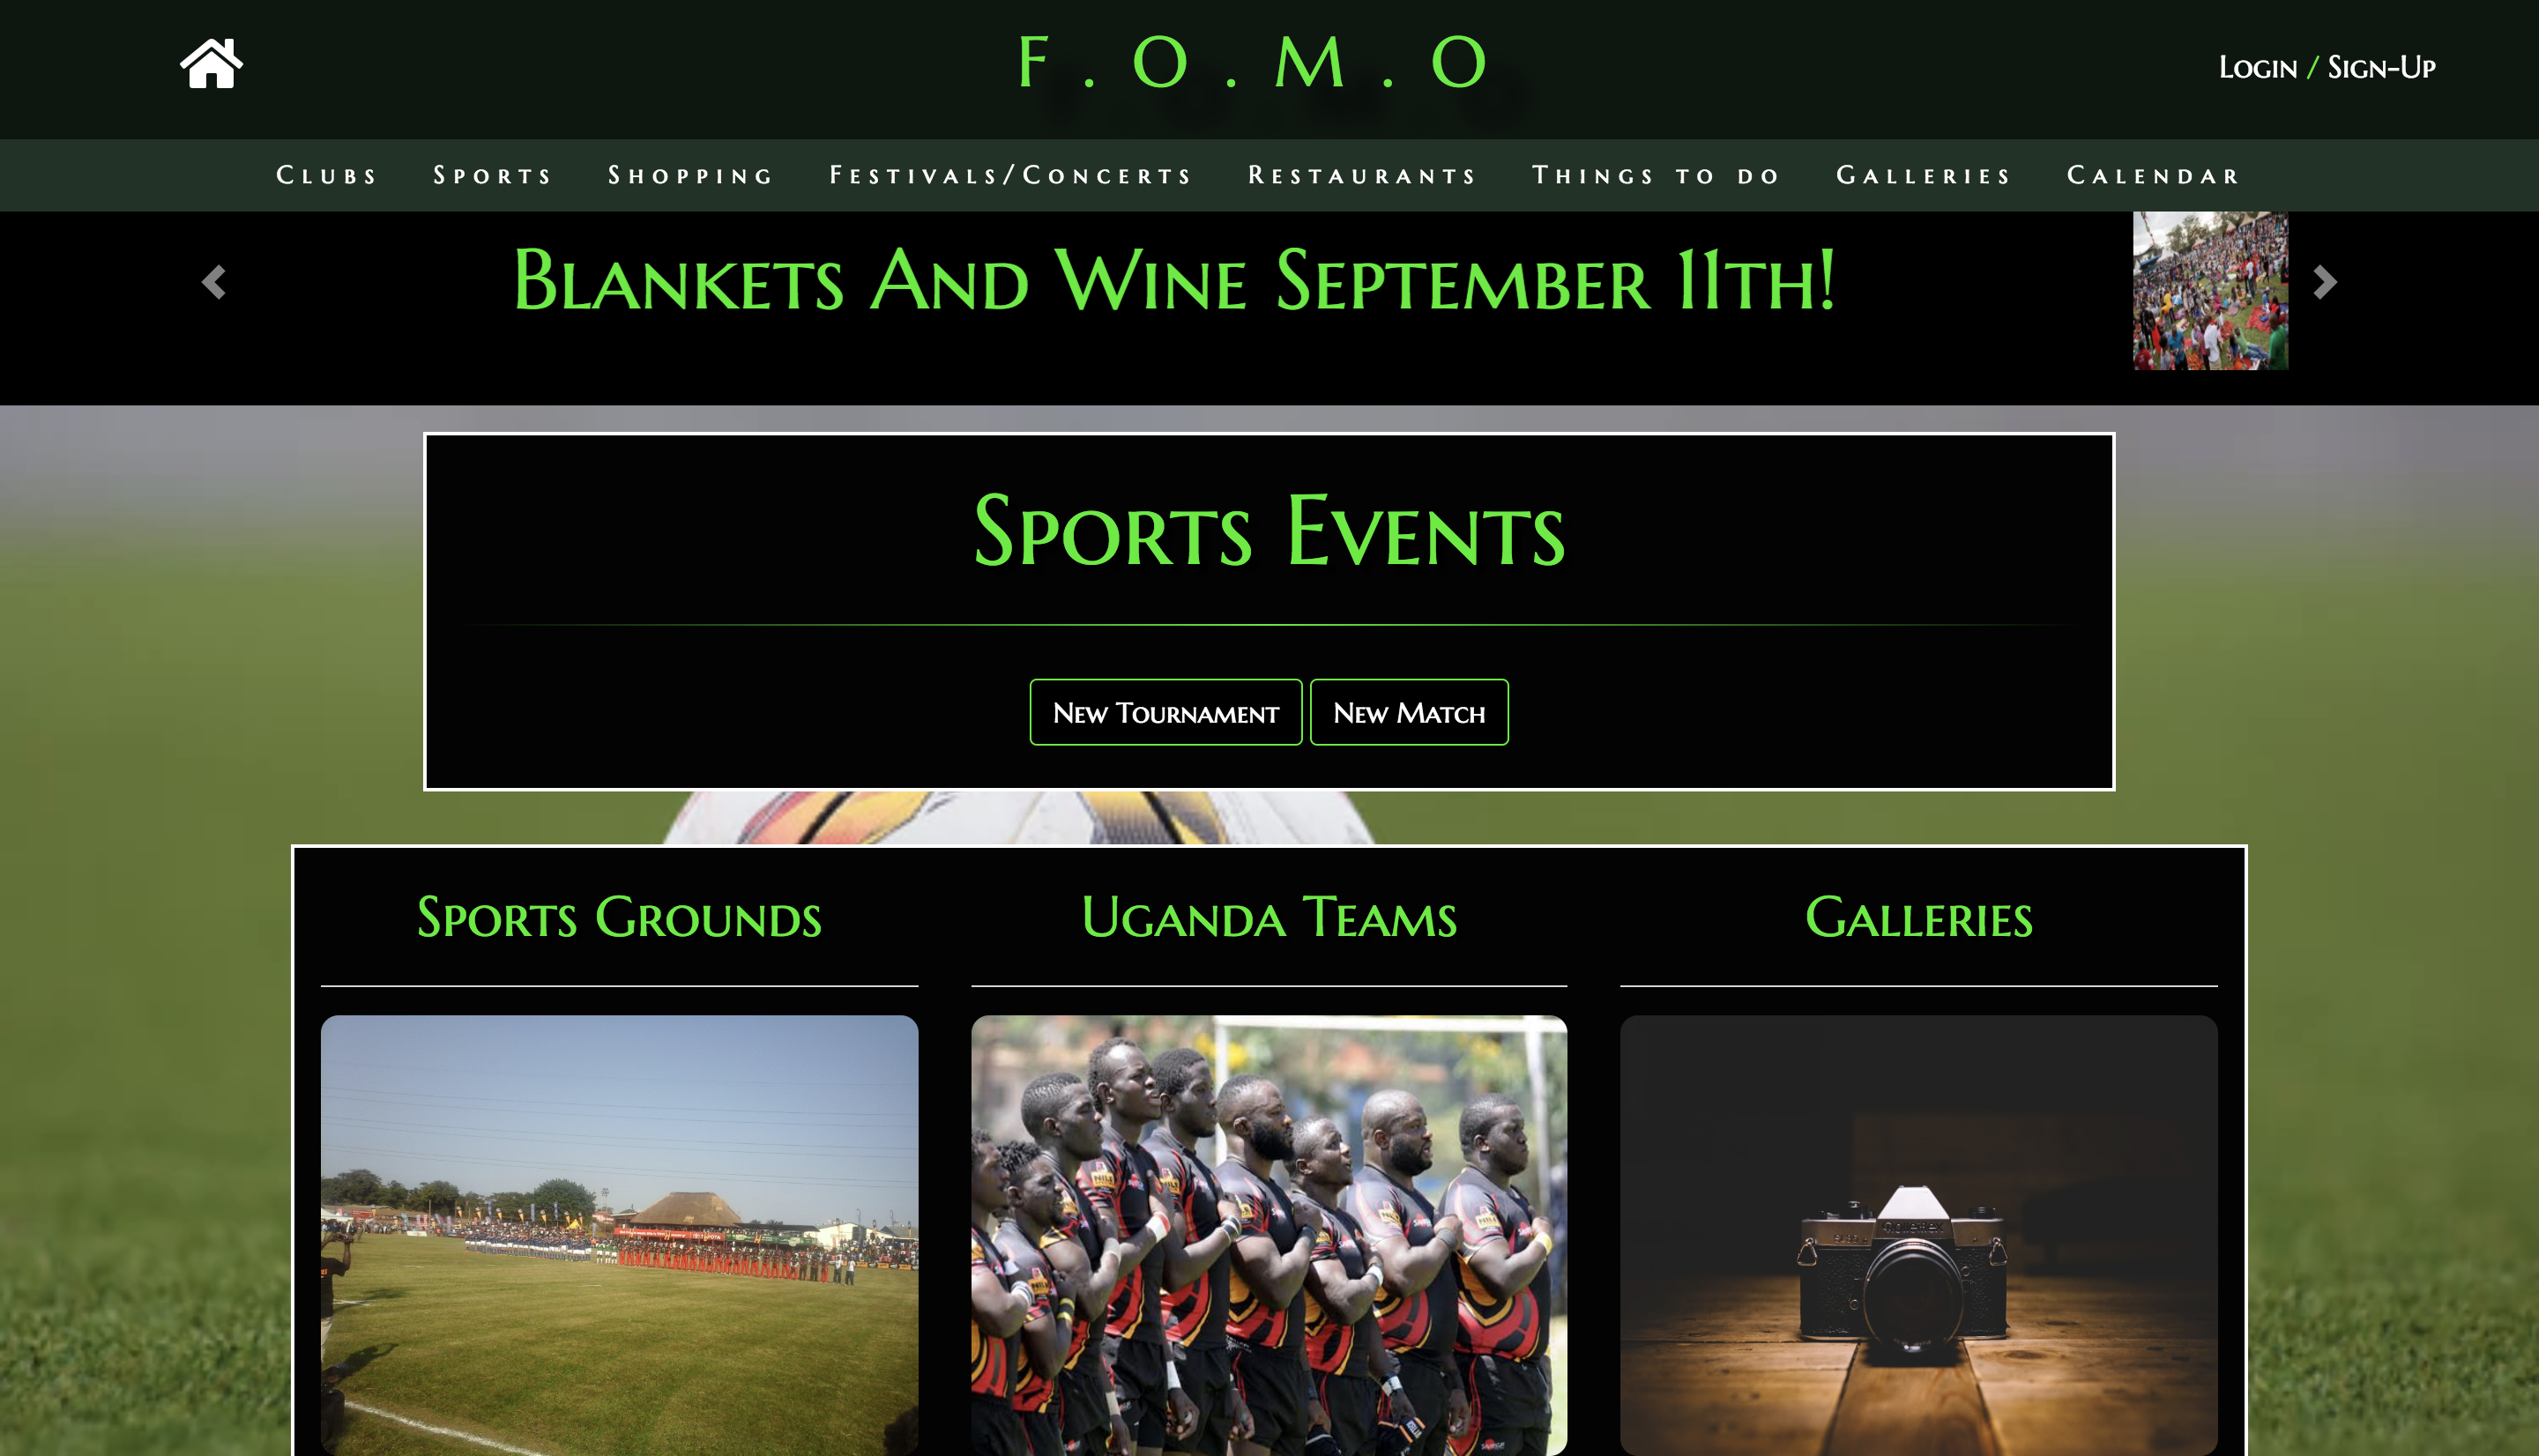 F.O.M.O
Login / Sign-Up
Clubs Sports Shopping Festivals/Concerts Restaurants Things to do Galleries Calendar
Blankets And Wine September 11th!
Sports Events
New Tournament New Match
Sports Grounds Uganda Teams Galleries